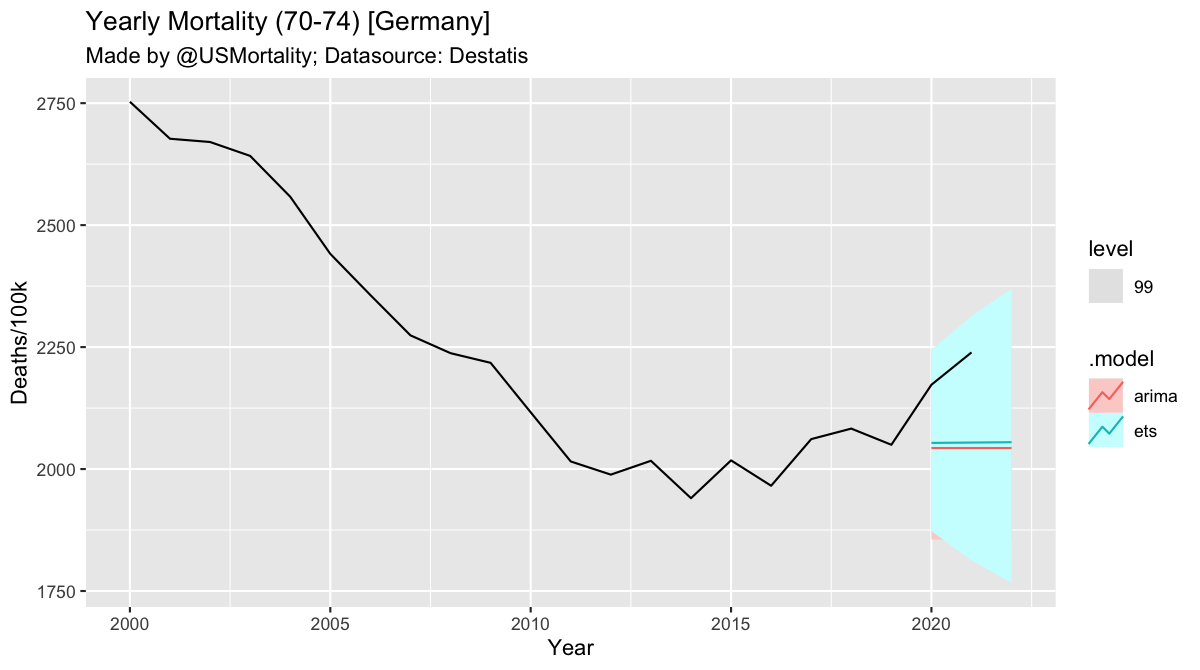 Yearly Mortality (70-74) [Germany]
Made by @USMortality; Datasource: Destatis
Deaths/100k
2750
2500
2250
2000
1750
2000
2005
2010
2015
2020
Year
level
99
.model
arima
ets